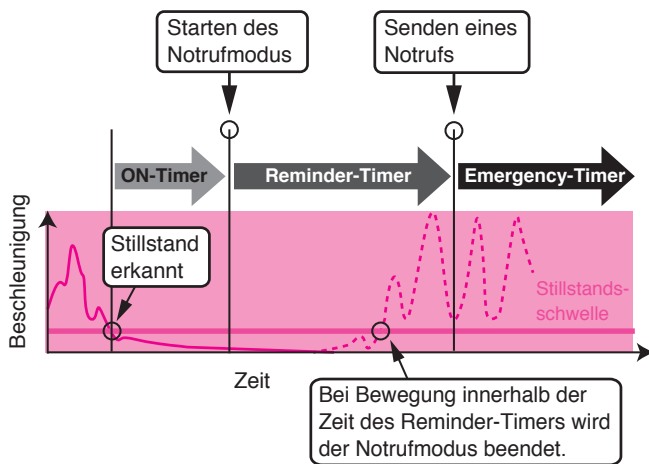 Starten des
Notrufmodus
Senden eines
Notrufs
ON-Timer
Reminder-Timer
Emergency-Timer
Beschleunigung
Stillstand
erkannt
Stillstands-
schwelle
Zeit
Bei Bewegung innerhalb der
Zeit des Reminder-Timers wird
der Notrufmodus beendet.